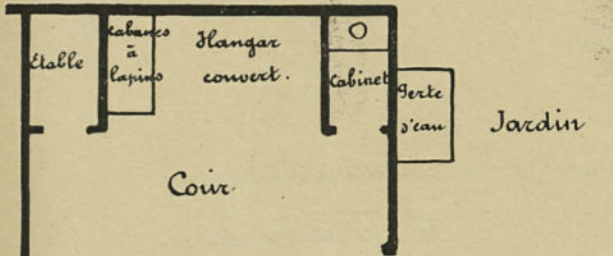 Etable
cabanes
à
lapins
Hangar
couvert.
Cabinet
Perte
d'eau
Jardin
Cour